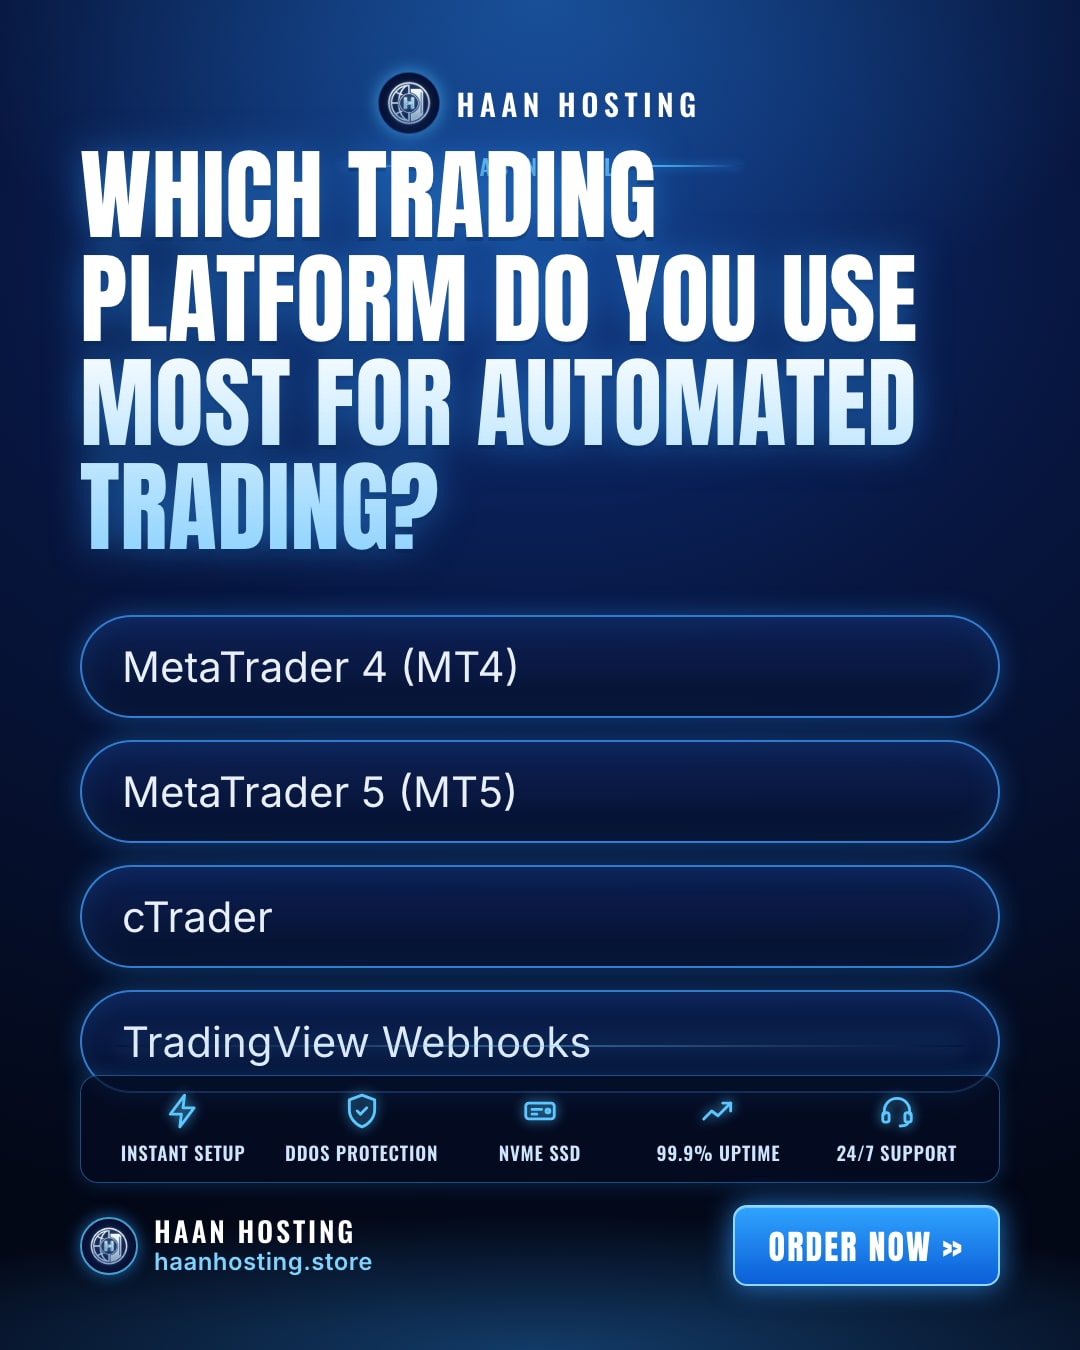 HAAN HOSTING
WHICH TRADING
PLATFORM DO YOU USE
MOST FOR AUTOMATED
TRADING?
MetaTrader 4 (MT4)
MetaTrader 5 (MT5)
cTrader
TradingView Webhooks
INSTANT SETUP
DDOS PROTECTION
NVME SSD
99.9% UPTIME
24/7 SUPPORT
HAAN HOSTING
haanhosting.store
ORDER NOW »